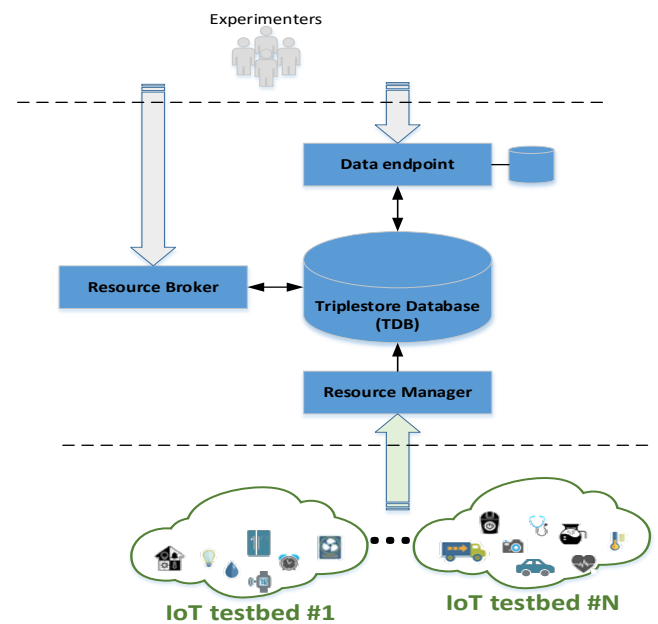 Experimenters
Data endpoint
Resource Broker
Triplestore Database
(TDB)
Resource Manager
IoT testbed #1
IoT testbed #N